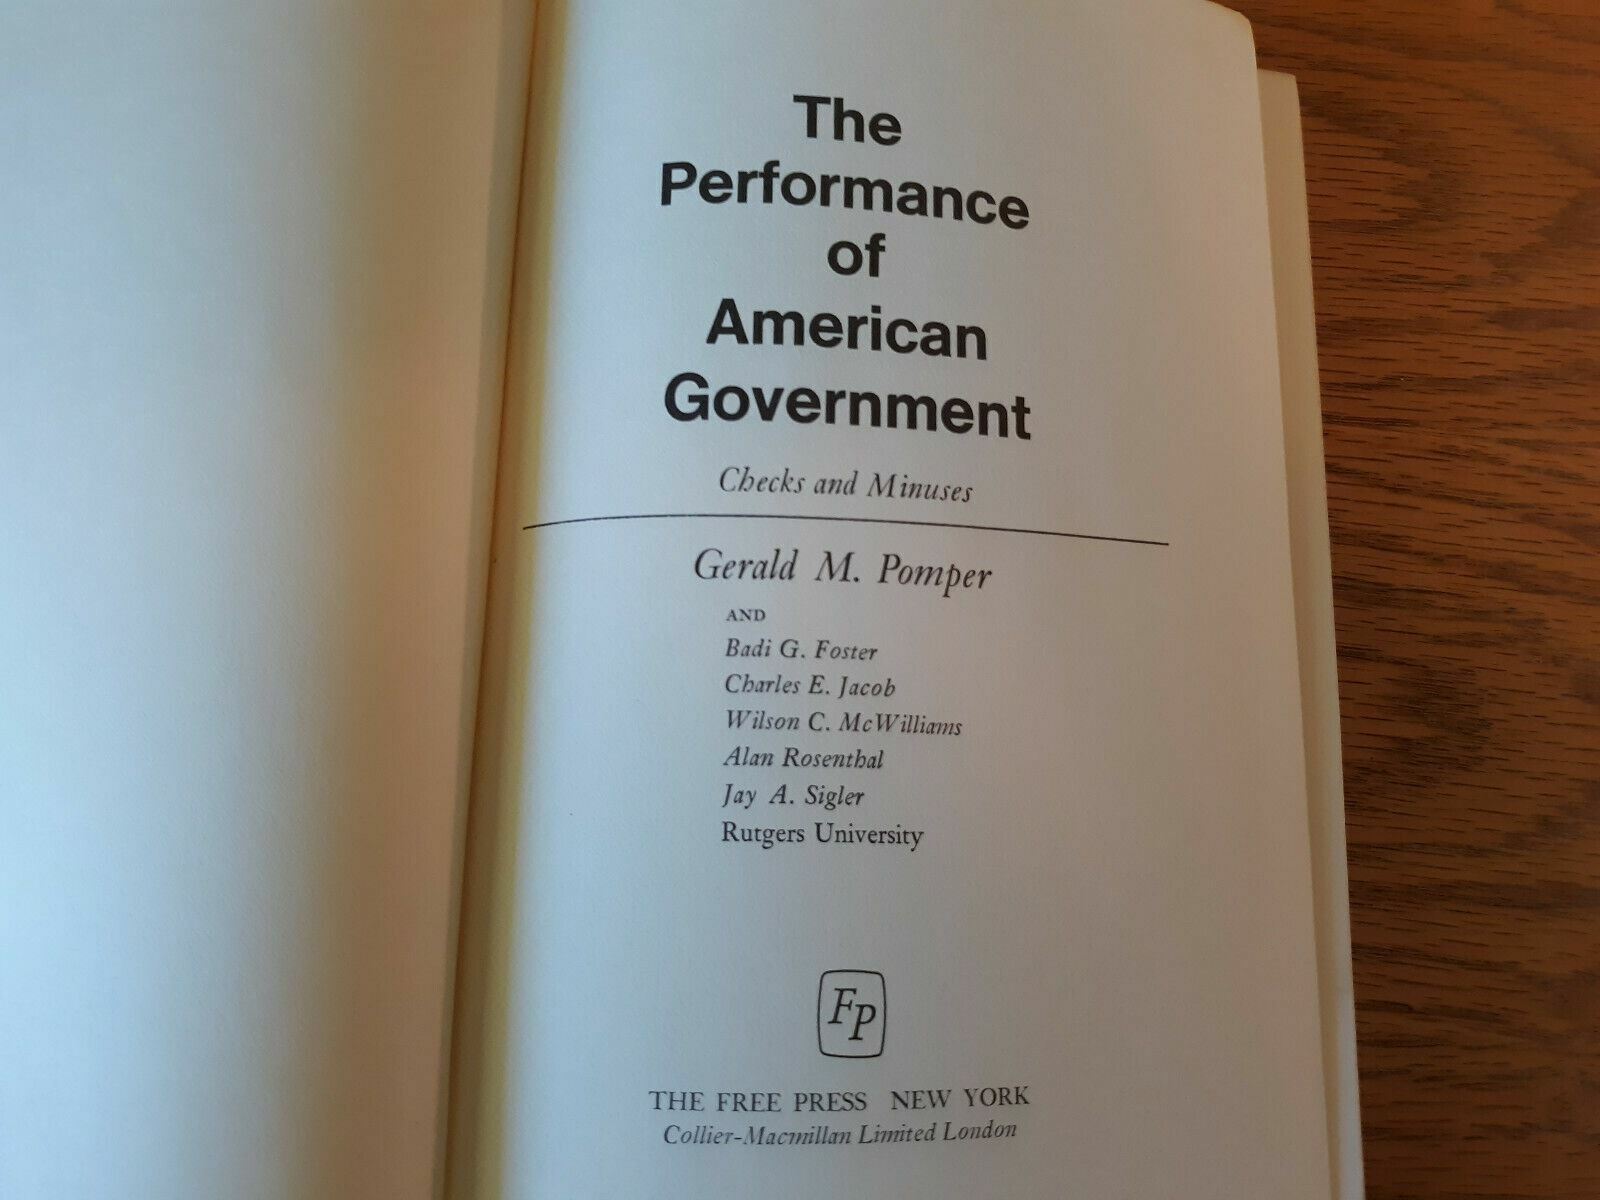 The
Performance
of
American
Government
Checks and Minuses
Gerald M. Pomper
AND
Badi G. Foster
Charles E. Jacob
Wilson C. McWilliams
Alan Rosenthal
Jay A. Sigler
Rutgers University
FP
THE FREE PRESS NEW YORK
Collier-Macmillan Limited London